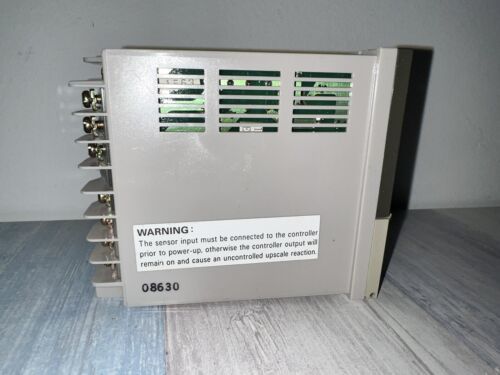 WARNING:
The sensor input must be connected to the controller
prior to power-up, otherwise the controller output will
remain on and cause an uncontrolled upscale reaction.
08630